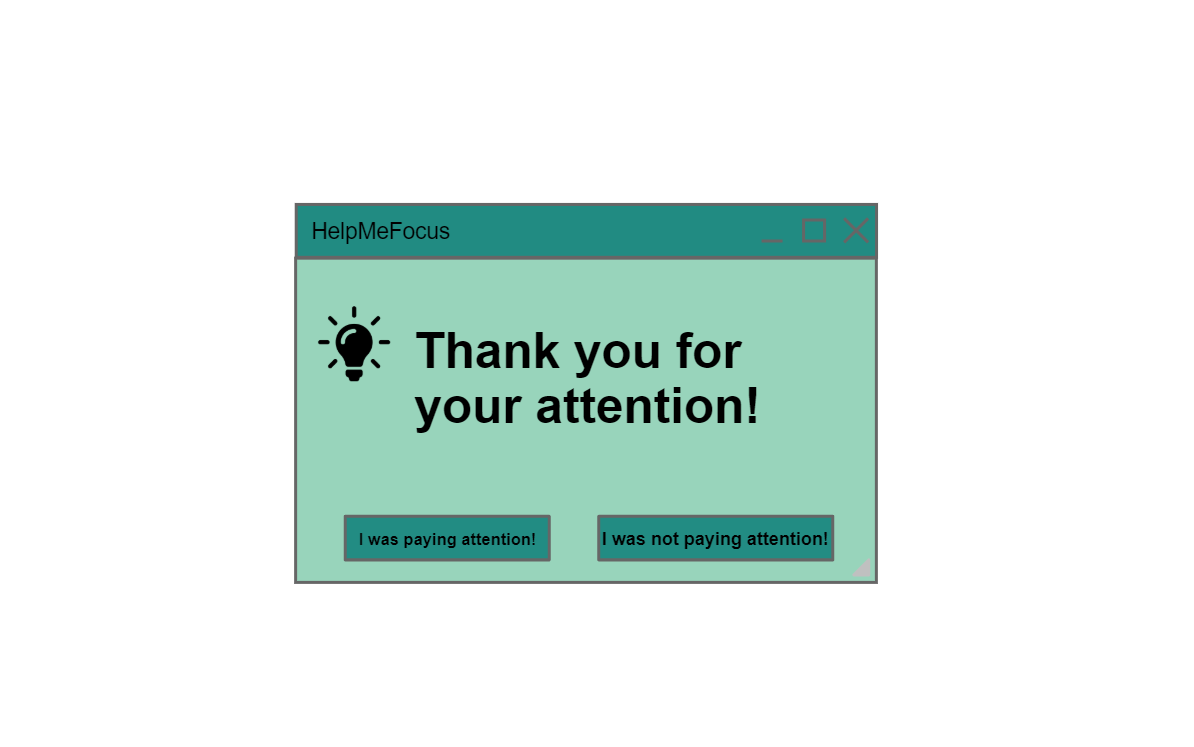 HelpMeFocus
Thank you for
your attention!
I was paying attention!
I was not paying attention!